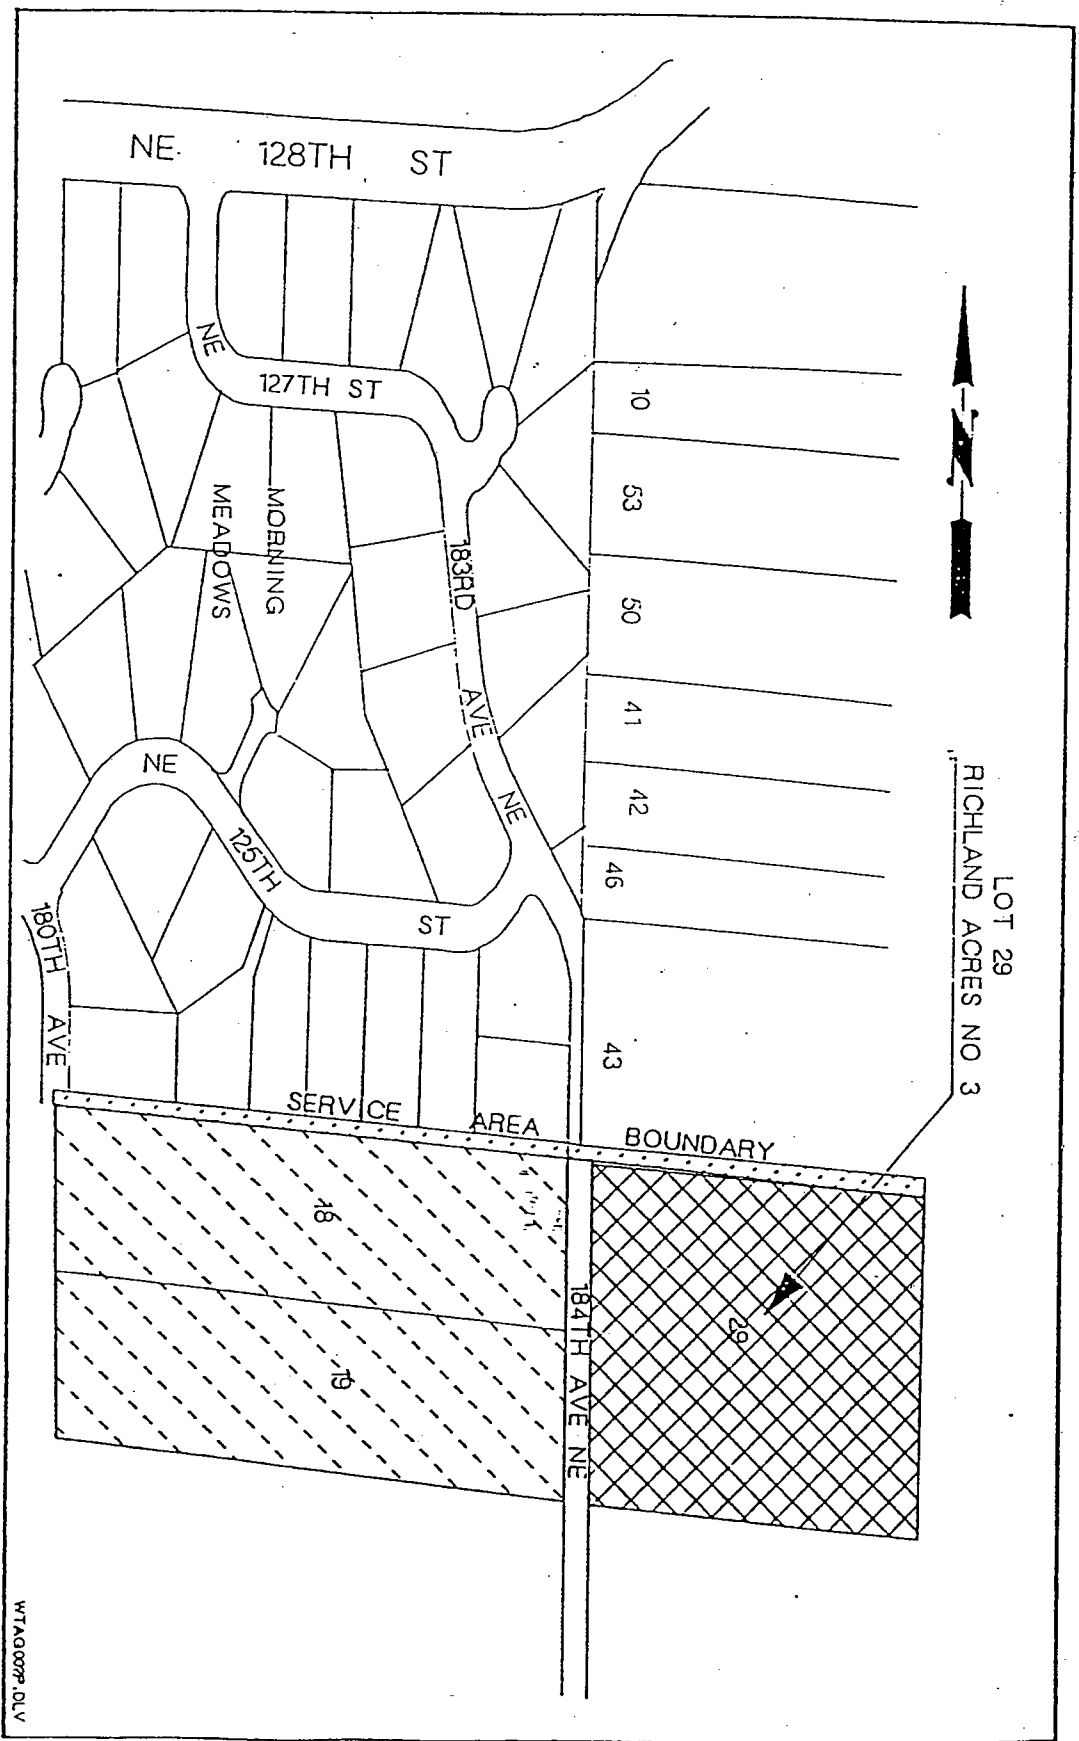 NE 128TH ST
NE
127TH ST
10
53
50
41
42
46
43
183RD
AVE
NE
MORNING
MEADOWS
NE
125TH
ST
180TH
AVE
LOT 29
RICHLAND ACRES NO 3
N
SERVICE AREA BOUNDARY
18
19
29
184TH AVE NE